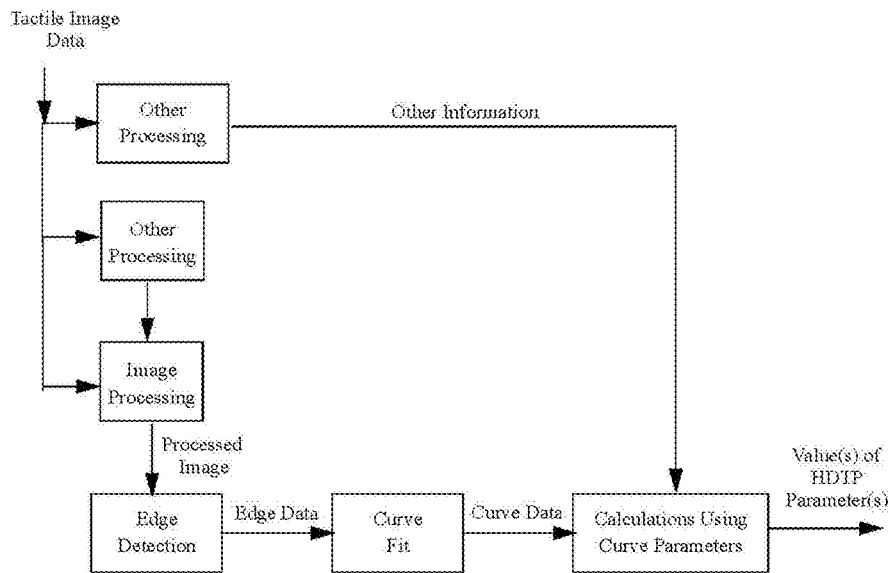 Tactile Image
Data
Other
Processing
Other Information
Other
Processing
Image
Processing
Processed
Image
Value(s) of
HDTP
Parameter(s)
Edge
Detection
Edge Data
Curve
Fit
Curve Data
Calculations Using
Curve Parameters